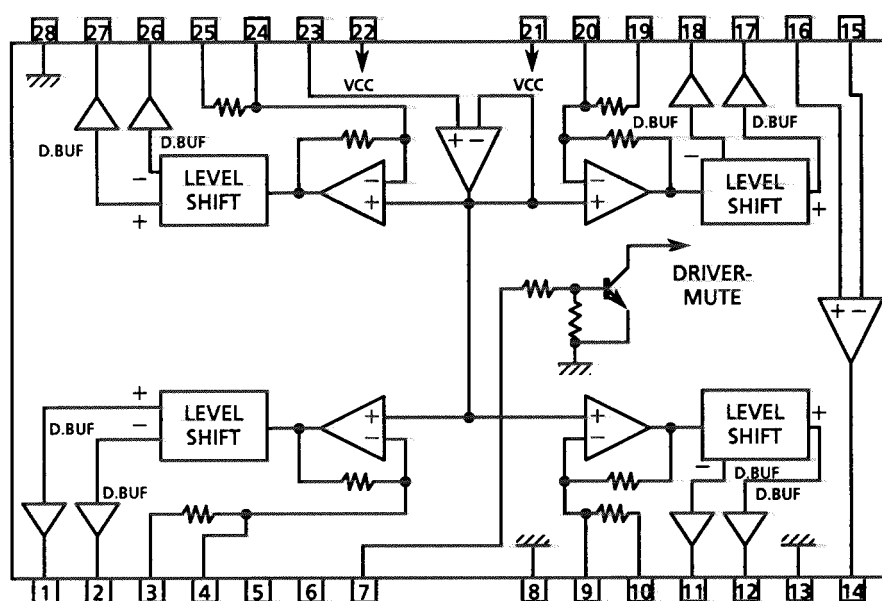 28 27 26 25 24 23 22 21 20 19 18 17 16 15
VCC VCC
D.BUF D.BUF D.BUF D.BUF
+ −
− LEVEL SHIFT
+
−
+
−
+
− LEVEL SHIFT
+
DRIVER-
MUTE
+ −
+ LEVEL SHIFT
−
+
−
+
−
LEVEL SHIFT +
−
D.BUF D.BUF
D.BUF D.BUF
1 2 3 4 5 6 7 8 9 10 11 12 13 14